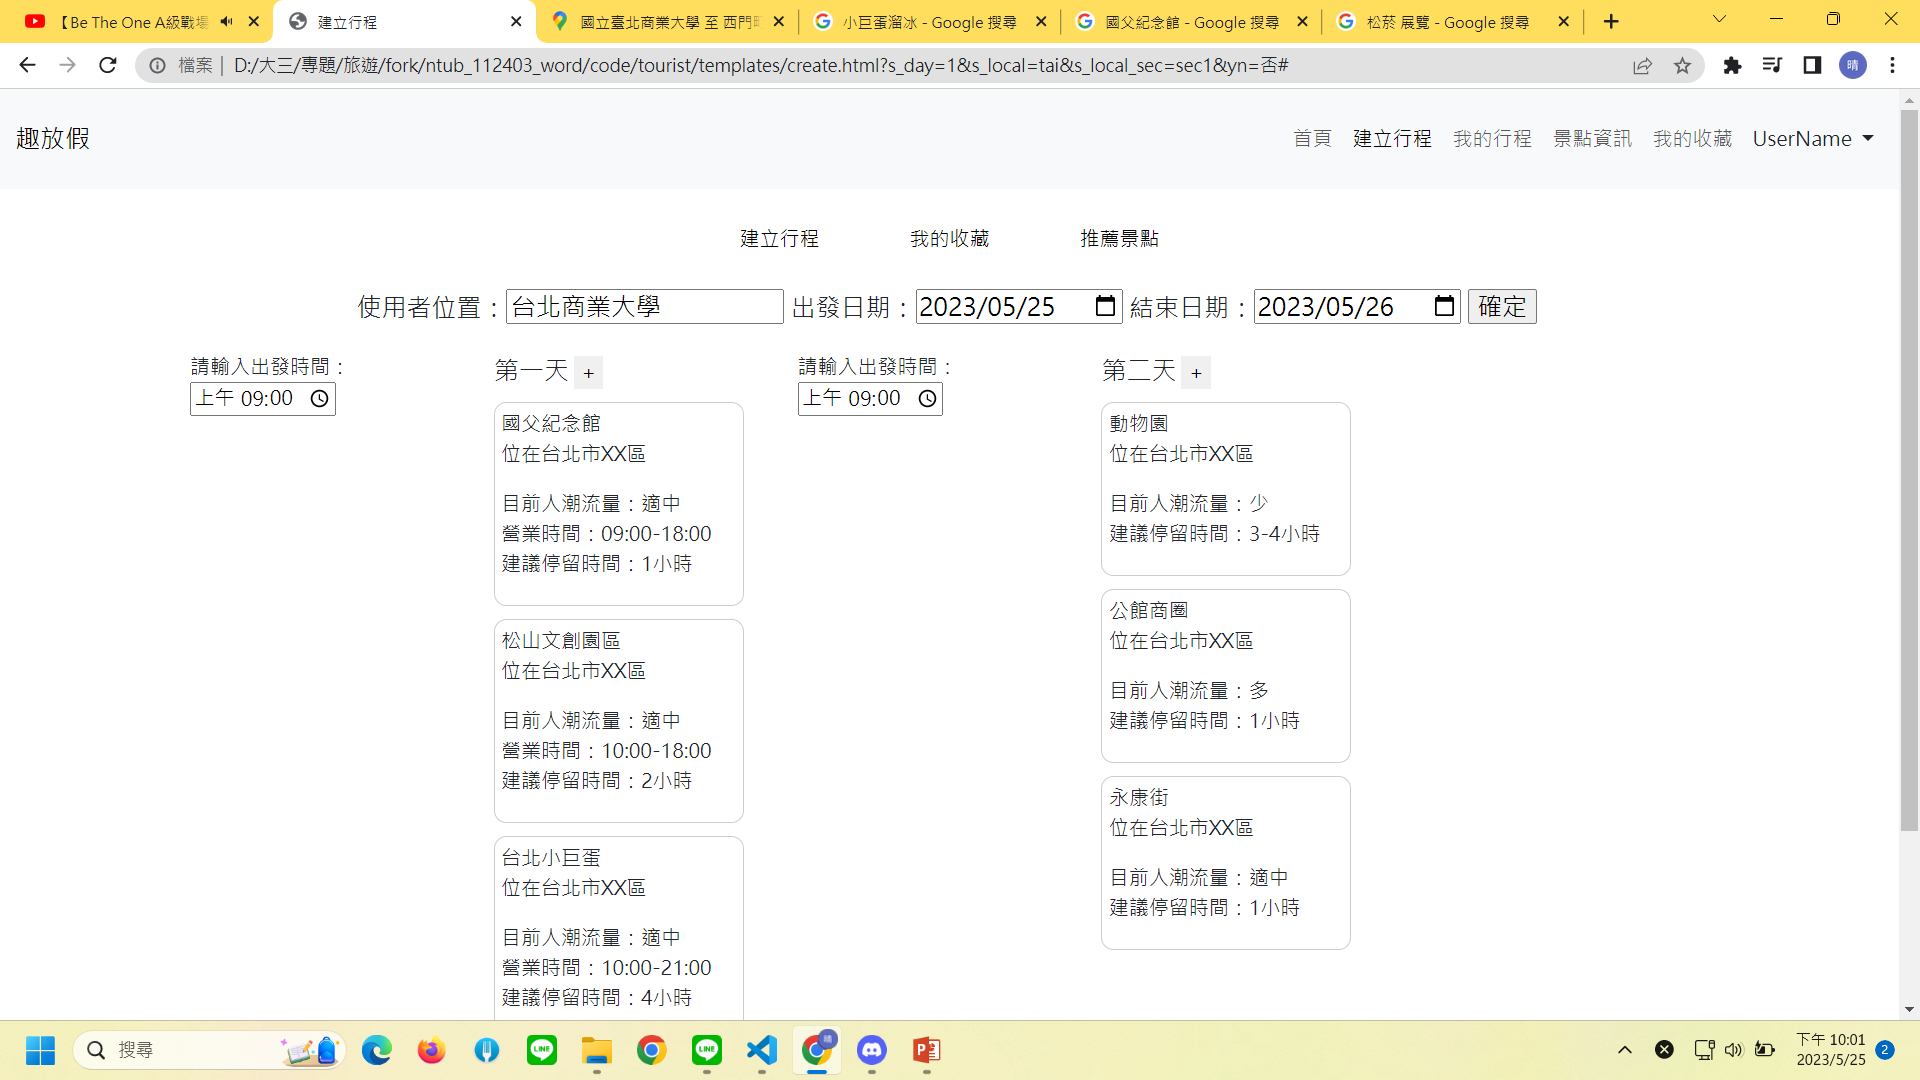 【Be The One A級戰場
建立行程
國立臺北商業大學 至 西門町
小巨蛋溜冰 - Google 搜尋
國父紀念館 - Google 搜尋
松菸 展覽 - Google 搜尋
檔案 | D:/大三/專題/旅遊/fork/ntub_112403_word/code/tourist/templates/create.html?s_day=1&s_local=tai&s_local_sec=sec1&yn=否#
晴
趣放假
首頁 建立行程 我的行程 景點資訊 我的收藏 UserName
建立行程 我的收藏 推薦景點
使用者位置：台北商業大學 出發日期：2023/05/25 結束日期：2023/05/26 確定
請輸入出發時間：
上午 09:00
第一天 +
國父紀念館
位在台北市XX區
目前人潮流量：適中
營業時間：09:00-18:00
建議停留時間：1小時
松山文創園區
位在台北市XX區
目前人潮流量：適中
營業時間：10:00-18:00
建議停留時間：2小時
台北小巨蛋
位在台北市XX區
目前人潮流量：適中
營業時間：10:00-21:00
建議停留時間：4小時
請輸入出發時間：
上午 09:00
第二天 +
動物園
位在台北市XX區
目前人潮流量：少
建議停留時間：3-4小時
公館商圈
位在台北市XX區
目前人潮流量：多
建議停留時間：1小時
永康街
位在台北市XX區
目前人潮流量：適中
建議停留時間：1小時
搜尋
LINE
LINE
晴
下午 10:01
2023/5/25
2